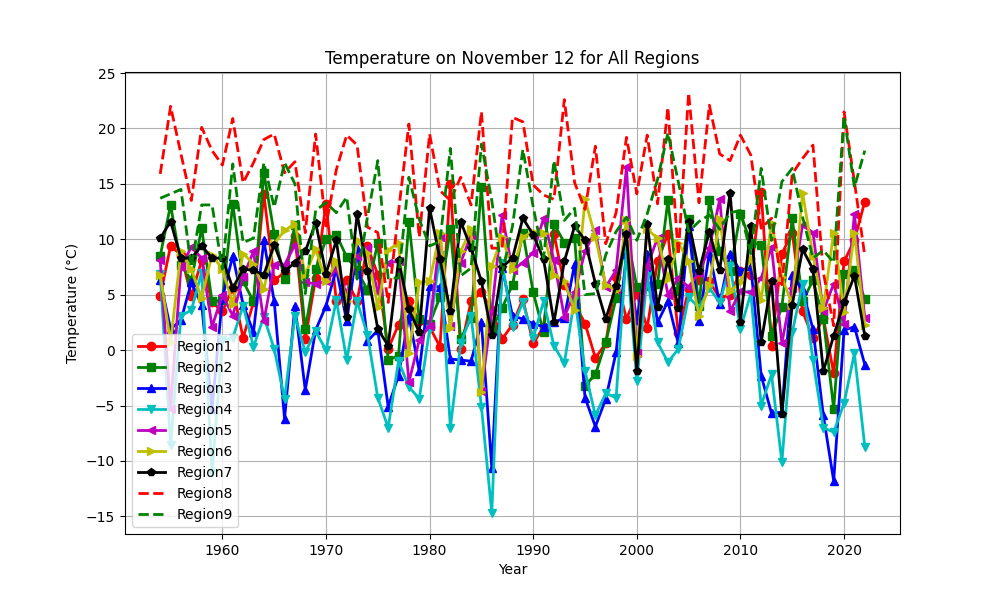 Temperature on November 12 for All Regions
25
20
15
10
5
0
−5
−10
−15
Temperature (°C)
Region1
Region2
Region3
Region4
Region5
Region6
Region7
Region8
Region9
1960 1970 1980 1990 2000 2010 2020
Year